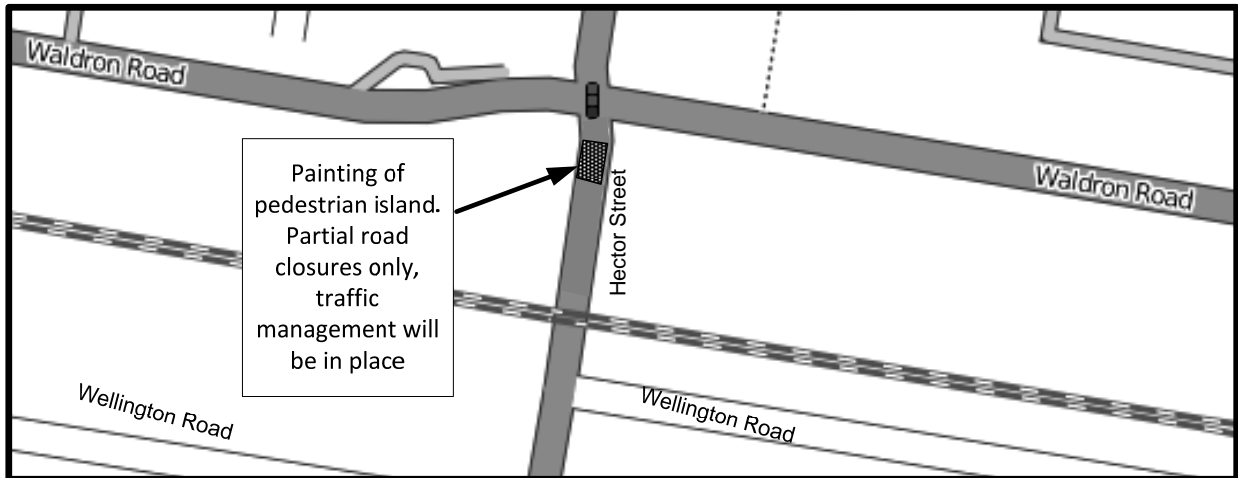 Waldron Road
Painting of
pedestrian island.
Partial road
closures only,
traffic
management will
be in place
Hector Street
Waldron Road
Wellington Road
Wellington Road